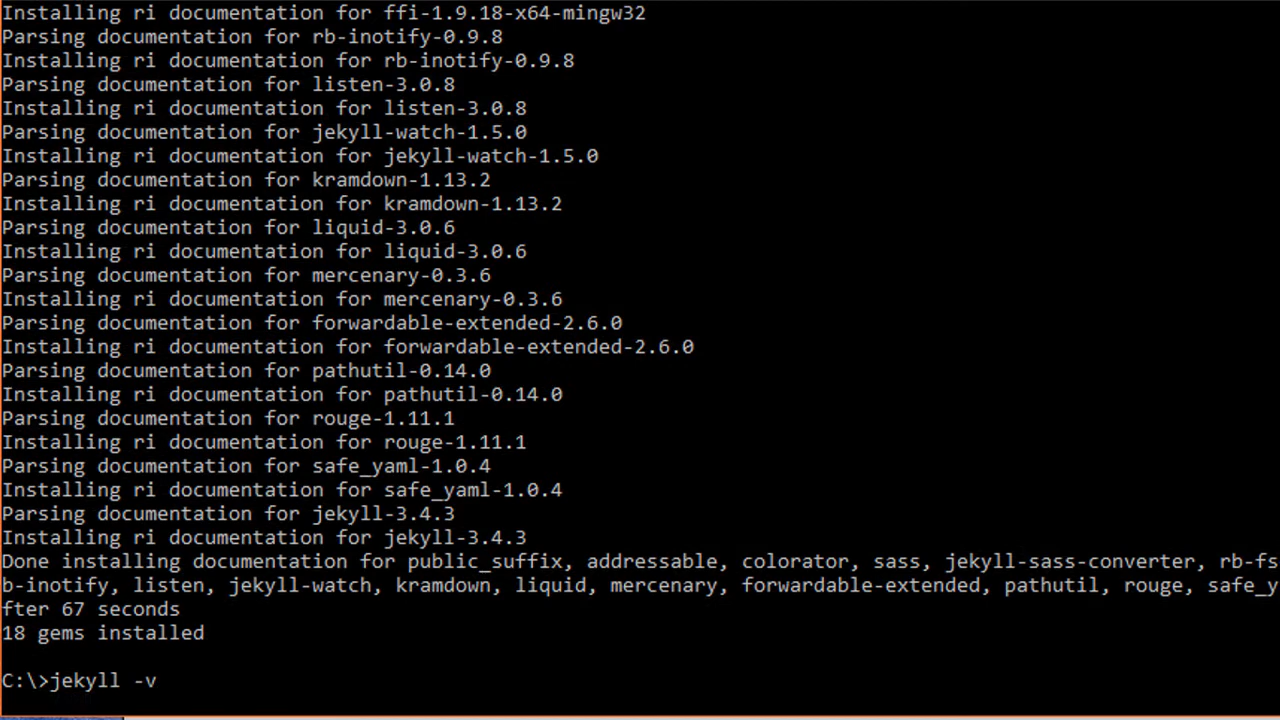 Installing ri documentation for ffi-1.9.18-x64-mingw32
Parsing documentation for rb-inotify-0.9.8
Installing ri documentation for rb-inotify-0.9.8
Parsing documentation for listen-3.0.8
Installing ri documentation for listen-3.0.8
Parsing documentation for jekyll-watch-1.5.0
Installing ri documentation for jekyll-watch-1.5.0
Parsing documentation for kramdown-1.13.2
Installing ri documentation for kramdown-1.13.2
Parsing documentation for liquid-3.0.6
Installing ri documentation for liquid-3.0.6
Parsing documentation for mercenary-0.3.6
Installing ri documentation for mercenary-0.3.6
Parsing documentation for forwardable-extended-2.6.0
Installing ri documentation for forwardable-extended-2.6.0
Parsing documentation for pathutil-0.14.0
Installing ri documentation for pathutil-0.14.0
Parsing documentation for rouge-1.11.1
Installing ri documentation for rouge-1.11.1
Parsing documentation for safe_yaml-1.0.4
Installing ri documentation for safe_yaml-1.0.4
Parsing documentation for jekyll-3.4.3
Installing ri documentation for jekyll-3.4.3
Done installing documentation for public_suffix, addressable, colorator, sass, jekyll-sass-converter, rb-fs
b-inotify, listen, jekyll-watch, kramdown, liquid, mercenary, forwardable-extended, pathutil, rouge, safe_y
fter 67 seconds
18 gems installed
C:\>jekyll -v